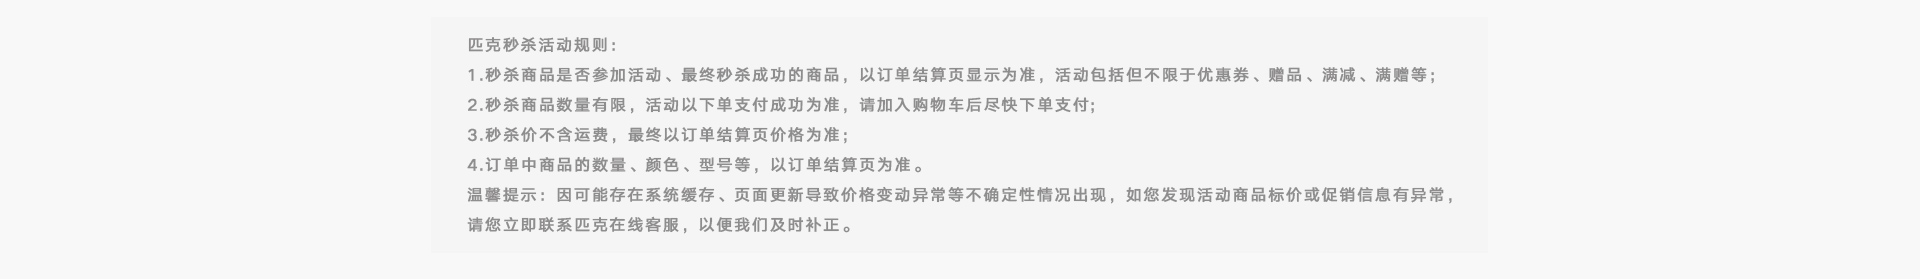 匹克秒杀活动规则：
1.秒杀商品是否参加活动、最终秒杀成功的商品，以订单结算页显示为准，活动包括但不限于优惠券、赠品、满减、满赠等；
2.秒杀商品数量有限，活动以下单支付成功为准，请加入购物车后尽快下单支付;
3.秒杀价不含运费，最终以订单结算页价格为准；
4.订单中商品的数量、颜色、型号等，以订单结算页为准。
温馨提示：因可能存在系统缓存、页面更新导致价格变动异常等不确定性情况出现，如您发现活动商品标价或促销信息有异常，
请您立即联系匹克在线客服，以便我们及时补正。